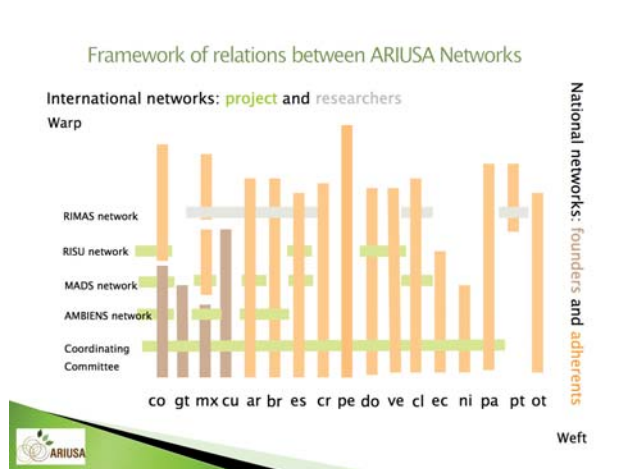 Framework of relations between ARIUSA Networks
International networks: project and researchers
Warp
National networks: founders and adherents
RIMAS network
RISU network
MADS network
AMBIENS network
Coordinating
Committee
co gt mx cu ar br es cr pe do ve cl ec ni pa pt ot
Weft
ARIUSA